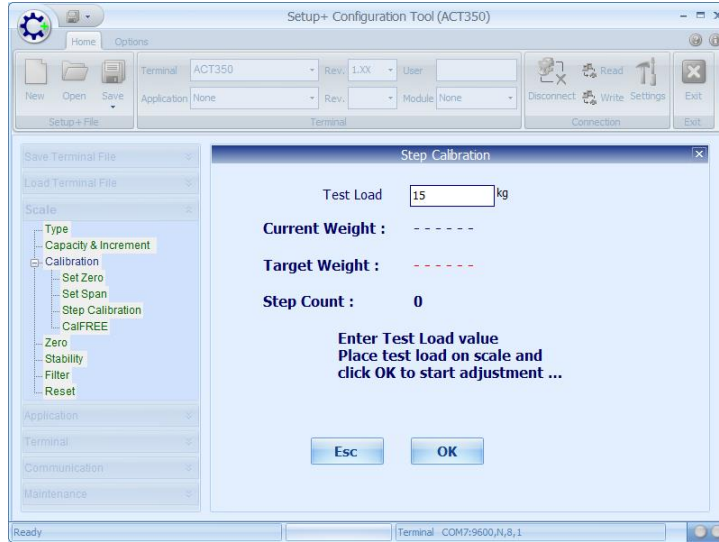 Setup+ Configuration Tool (ACT350)
Home Options
New Open Save
Setup+ File
Terminal ACT350 Rev. 1.XX User
Application None Rev. Module None
Terminal
Disconnect Read Write Settings
Connection
Exit
Exit
Save Terminal File
Load Terminal File
Scale
Type
Capacity & Increment
Calibration
Set Zero
Set Span
Step Calibration
CalFREE
Zero
Stability
Filter
Reset
Application
Terminal
Communication
Maintenance
Step Calibration
Test Load 15 kg
Current Weight : - - - - - -
Target Weight : - - - - - -
Step Count : 0
Enter Test Load value
Place test load on scale and
click OK to start adjustment ...
Esc OK
Ready Terminal COM7:9600,N,8,1